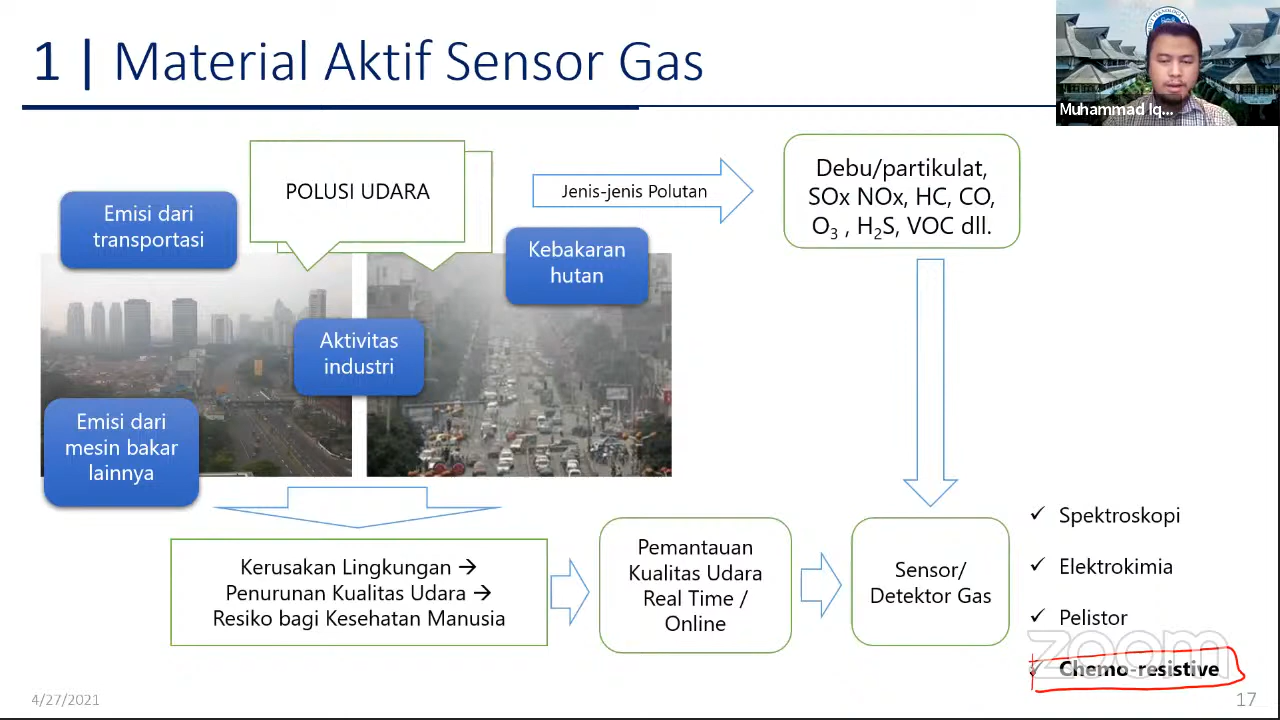 1 | Material Aktif Sensor Gas
Muhammad Iq...
POLUSI UDARA
Emisi dari
transportasi
Jenis-jenis Polutan
Debu/partikulat,
SOx NOx, HC, CO,
O₃ , H₂S, VOC dll.
Kebakaran
hutan
Aktivitas
industri
Emisi dari
mesin bakar
lainnya
Kerusakan Lingkungan →
Penurunan Kualitas Udara →
Resiko bagi Kesehatan Manusia
Pemantauan
Kualitas Udara
Real Time /
Online
Sensor/
Detektor Gas
✓ Spektroskopi
✓ Elektrokimia
✓ Pelistor
zoom
✓ Chemo-resistive
4/27/2021
17